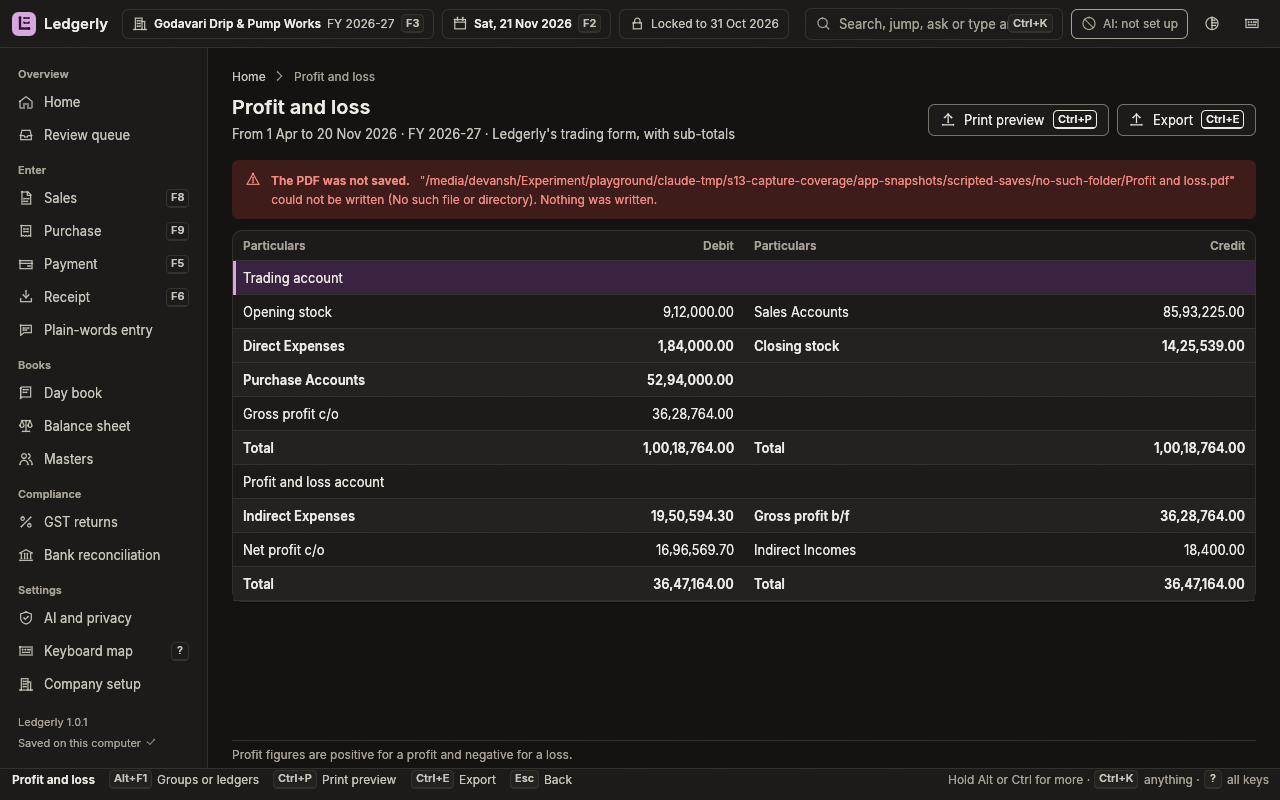 Ledgerly
Godavari Drip & Pump Works FY 2026-27 F3
Sat, 21 Nov 2026 F2
Locked to 31 Oct 2026
Search, jump, ask or type a Ctrl+K
AI: not set up
Overview
Home
Review queue
Enter
Sales F8
Purchase F9
Payment F5
Receipt F6
Plain-words entry
Books
Day book
Balance sheet
Masters
Compliance
GST returns
Bank reconciliation
Settings
AI and privacy
Keyboard map ?
Company setup
Ledgerly 1.0.1
Saved on this computer
Home Profit and loss
Profit and loss
From 1 Apr to 20 Nov 2026 · FY 2026-27 · Ledgerly's trading form, with sub-totals
Print preview Ctrl+P
Export Ctrl+E
The PDF was not saved. "/media/devansh/Experiment/playground/claude-tmp/s13-capture-coverage/app-snapshots/scripted-saves/no-such-folder/Profit and loss.pdf"
could not be written (No such file or directory). Nothing was written.
Particulars Debit Particulars Credit
Trading account
Opening stock 9,12,000.00 Sales Accounts 85,93,225.00
Direct Expenses 1,84,000.00 Closing stock 14,25,539.00
Purchase Accounts 52,94,000.00
Gross profit c/o 36,28,764.00
Total 1,00,18,764.00 Total 1,00,18,764.00
Profit and loss account
Indirect Expenses 19,50,594.30 Gross profit b/f 36,28,764.00
Net profit c/o 16,96,569.70 Indirect Incomes 18,400.00
Total 36,47,164.00 Total 36,47,164.00
Profit figures are positive for a profit and negative for a loss.
Profit and loss Alt+F1 Groups or ledgers Ctrl+P Print preview Ctrl+E Export Esc Back
Hold Alt or Ctrl for more · Ctrl+K anything · ? all keys